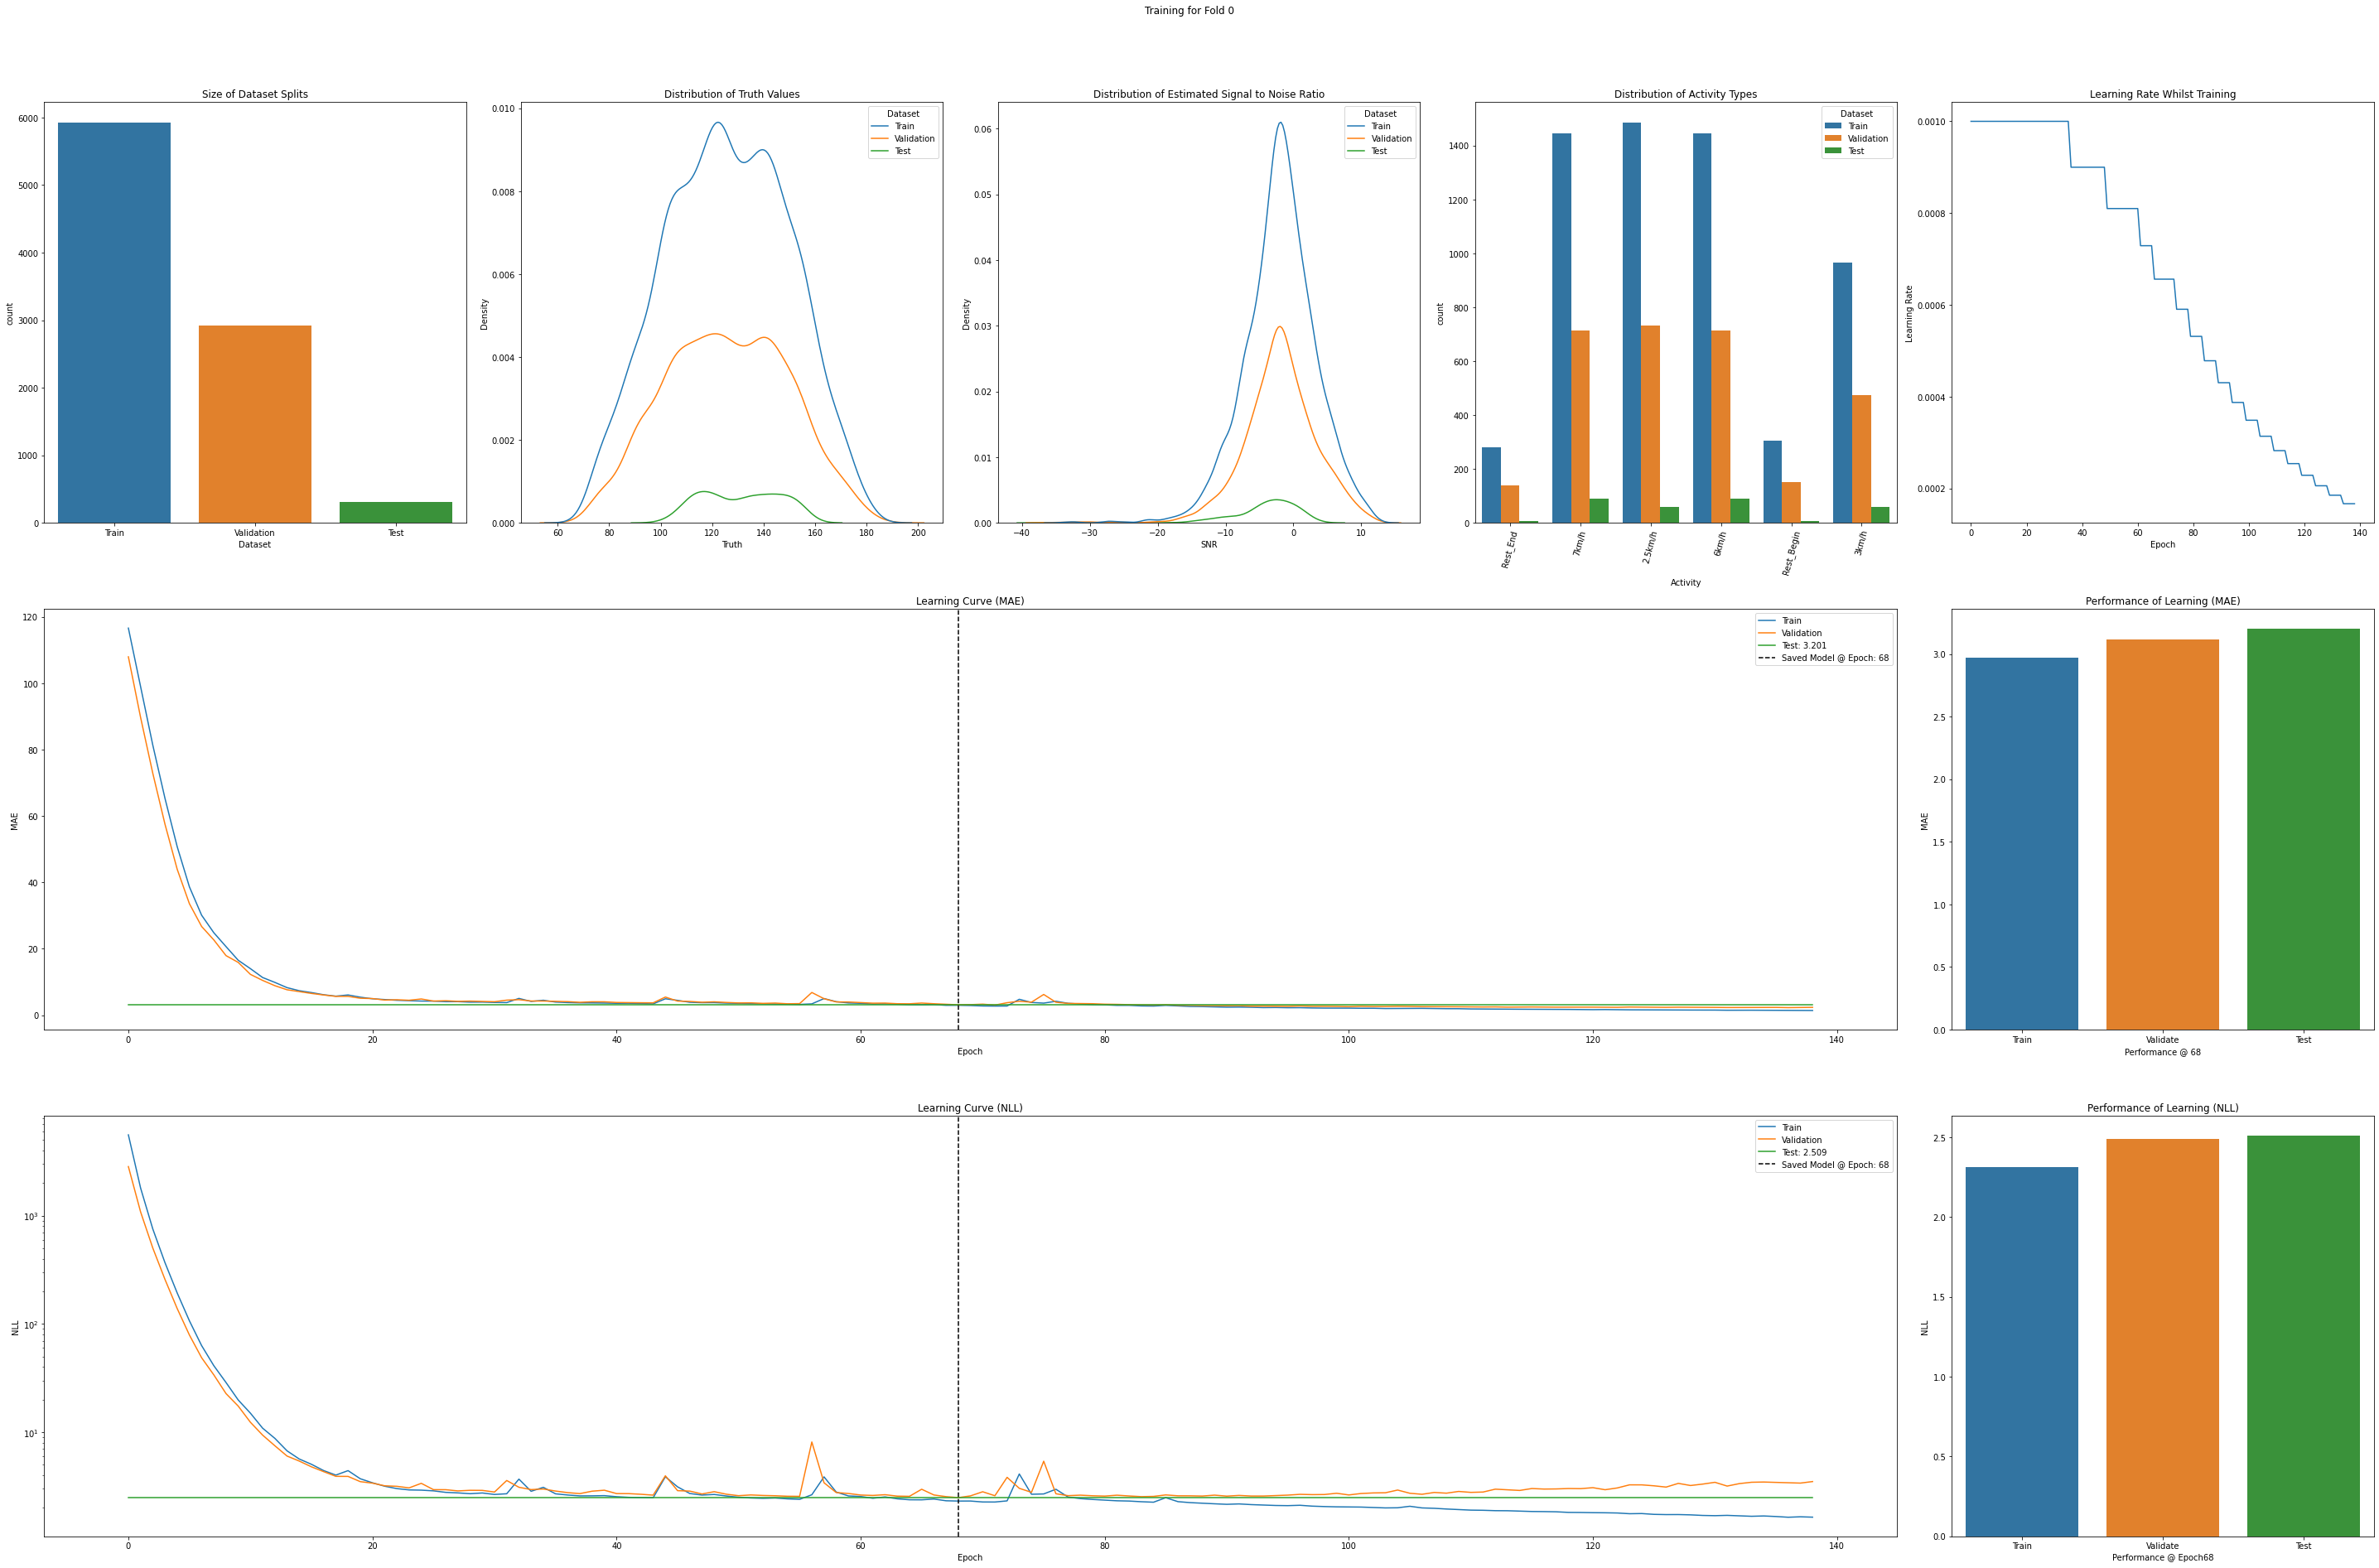 Training for Fold 0
Size of Dataset Splits
count
6000
5000
4000
3000
2000
1000
0
Train Validation Test
Dataset
Distribution of Truth Values
Dataset
Train
Validation
Test
Density
0.010
0.008
0.006
0.004
0.002
0.000
60 80 100 120 140 160 180 200
Truth
Distribution of Estimated Signal to Noise Ratio
Dataset
Train
Validation
Test
Density
0.06
0.05
0.04
0.03
0.02
0.01
0.00
−40 −30 −20 −10 0 10
SNR
Distribution of Activity Types
Dataset
Train
Validation
Test
count
1400
1200
1000
800
600
400
200
0
Rest_End 7km/h 2.5km/h 6km/h Rest_Begin 3km/h
Activity
Learning Rate Whilst Training
Learning Rate
0.0010
0.0008
0.0006
0.0004
0.0002
0 20 40 60 80 100 120 140
Epoch
Learning Curve (MAE)
Train
Validation
Test: 3.201
Saved Model @ Epoch: 68
MAE
120
100
80
60
40
20
0
0 20 40 60 80 100 120 140
Epoch
Performance of Learning (MAE)
MAE
3.0
2.5
2.0
1.5
1.0
0.5
0.0
Train Validate Test
Performance @ 68
Learning Curve (NLL)
Train
Validation
Test: 2.509
Saved Model @ Epoch: 68
NLL
10³
10²
10¹
0 20 40 60 80 100 120 140
Epoch
Performance of Learning (NLL)
NLL
2.5
2.0
1.5
1.0
0.5
0.0
Train Validate Test
Performance @ Epoch68